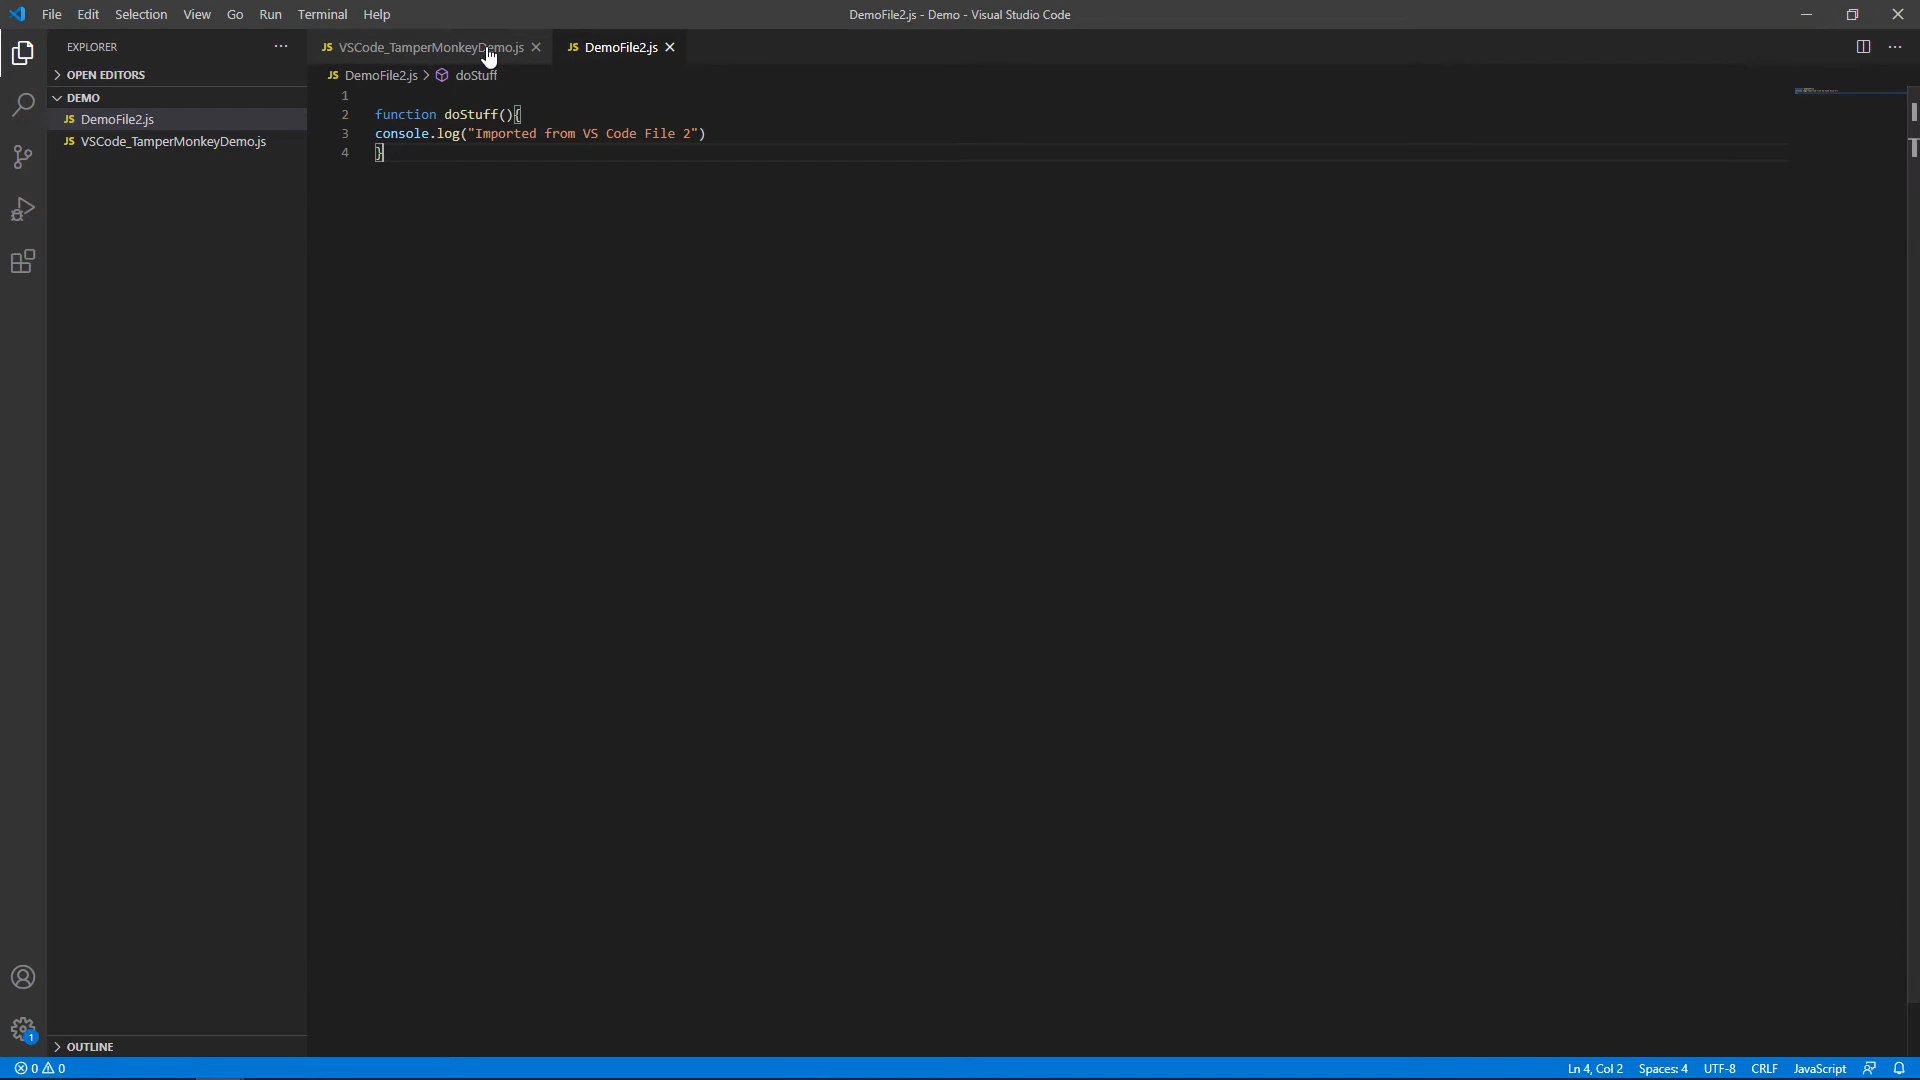 File Edit Selection View Go Run Terminal Help
DemoFile2.js - Demo - Visual Studio Code
EXPLORER
OPEN EDITORS
DEMO
JS DemoFile2.js
JS VSCode_TamperMonkeyDemo.js
JS VSCode_TamperMonkeyDemo.js
JS DemoFile2.js
JS DemoFile2.js > doStuff
1
2 function doStuff(){
3 console.log("Imported from VS Code File 2")
4 }
1
OUTLINE
0 0
Ln 4, Col 2 Spaces: 4 UTF-8 CRLF JavaScript